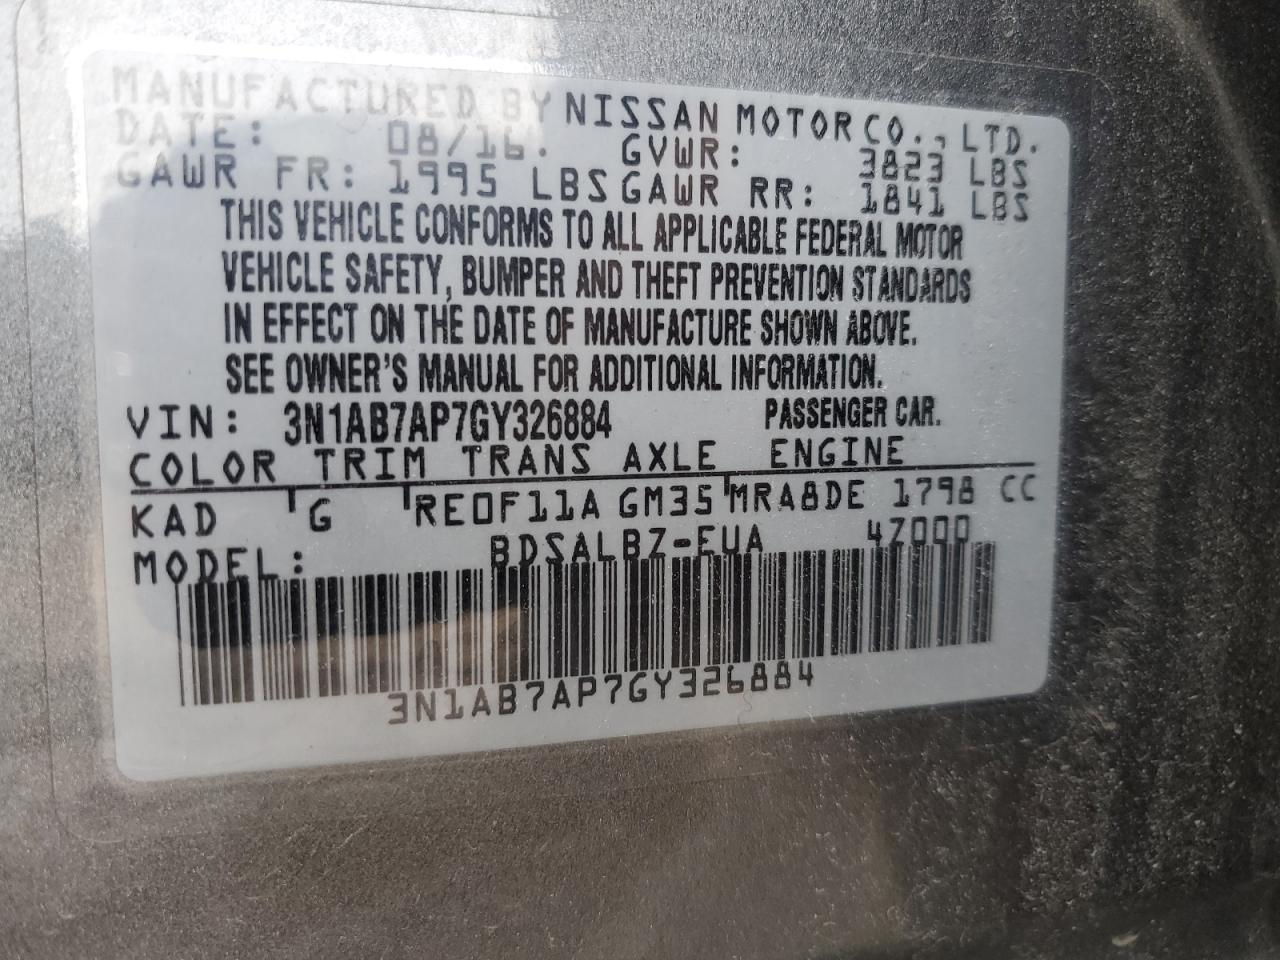 MANUFACTURED BY NISSAN MOTOR CO., LTD.
DATE: 08/16. GVWR: 3823 LBS
GAWR FR: 1995 LBS GAWR RR: 1841 LBS
THIS VEHICLE CONFORMS TO ALL APPLICABLE FEDERAL MOTOR
VEHICLE SAFETY, BUMPER AND THEFT PREVENTION STANDARDS
IN EFFECT ON THE DATE OF MANUFACTURE SHOWN ABOVE.
SEE OWNER'S MANUAL FOR ADDITIONAL INFORMATION.
VIN: 3N1AB7AP7GY326884 PASSENGER CAR.
COLOR TRIM TRANS AXLE ENGINE
KAD G RE0F11A GM35 MRA8DE 1798 CC
MODEL: BDSALBZ-EUA 4Z000
3N1AB7AP7GY326884